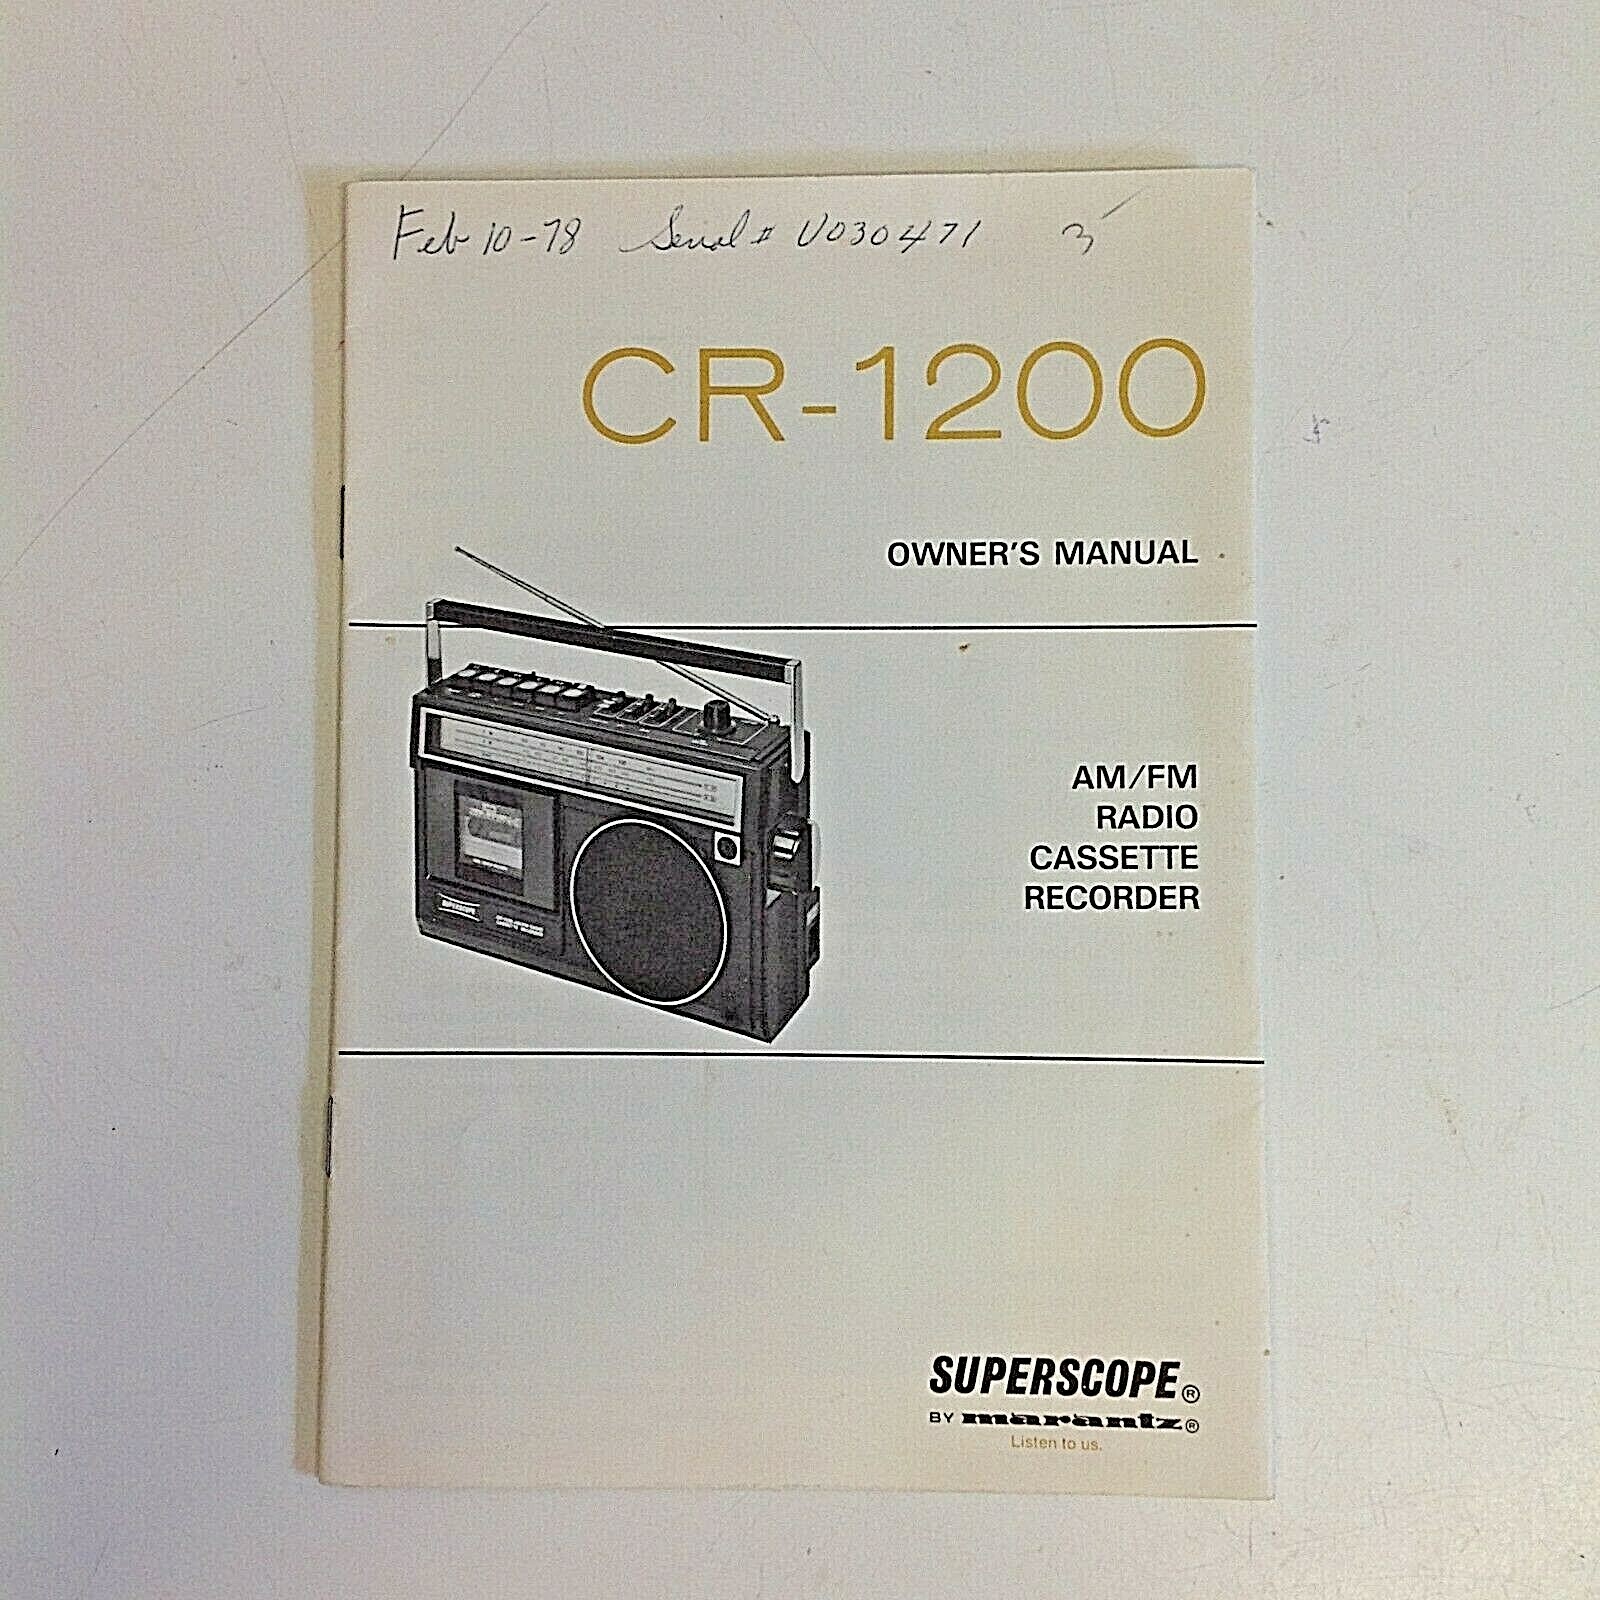 Feb 10-78 Serial # U030471 3
CR-1200
OWNER'S MANUAL
AM/FM
RADIO
CASSETTE
RECORDER
SUPERSCOPE
SUPERSCOPE®
BY marantz®
Listen to us.